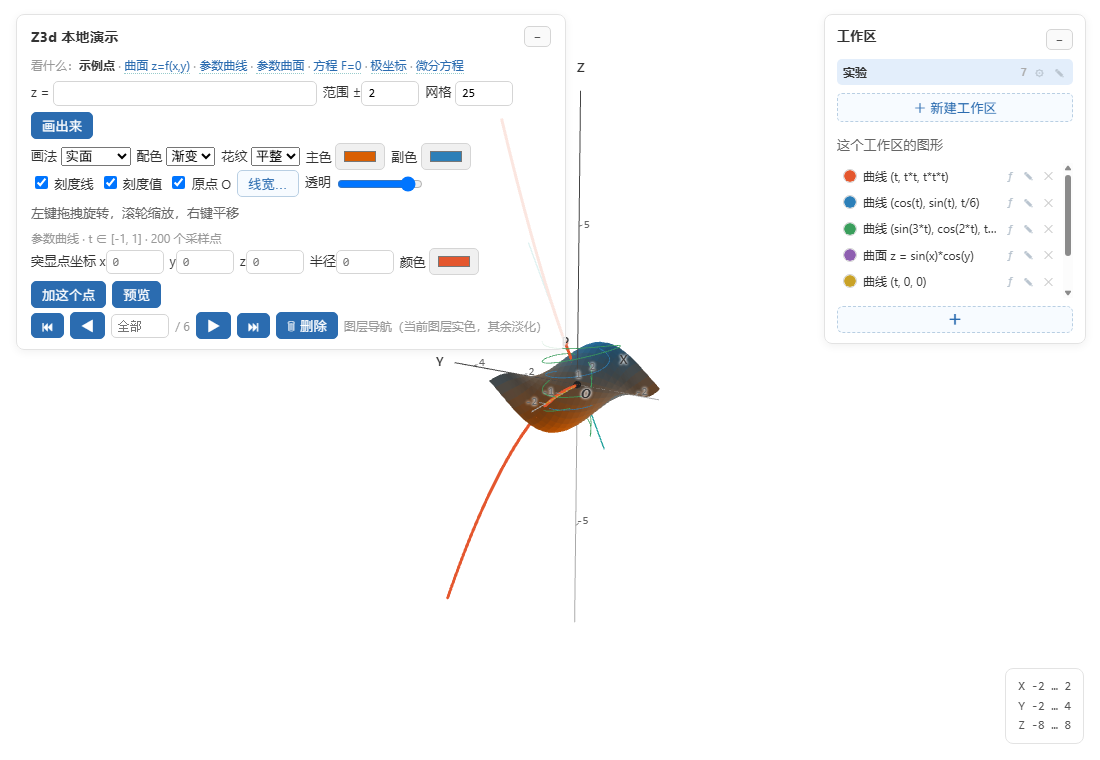 Z3d 本地演示
−
看什么: 示例点 · 曲面 z=f(x,y) · 参数曲线 · 参数曲面 · 方程 F=0 · 极坐标 · 微分方程
z = 范围 ± 2 网格 25
画出来
画法 实面 配色 渐变 花纹 平整 主色 副色
刻度线 刻度值 原点 O 线宽… 透明
左键拖拽旋转，滚轮缩放，右键平移
参数曲线 · t ∈ [-1, 1] · 200 个采样点
突显点坐标 x 0 y 0 z 0 半径 0 颜色
加这个点 预览
全部 / 6 删除 图层导航（当前图层实色，其余淡化）
工作区
−
实验 7
＋ 新建工作区
这个工作区的图形
曲线 (t, t*t, t*t*t)
曲线 (cos(t), sin(t), t/6)
曲线 (sin(3*t), cos(2*t), t...
曲面 z = sin(x)*cos(y)
曲线 (t, 0, 0)
+
Z
5
Y
4
2
X
2
1
-1
O
-2
-2
-5
X -2 … 2
Y -2 … 4
Z -8 … 8